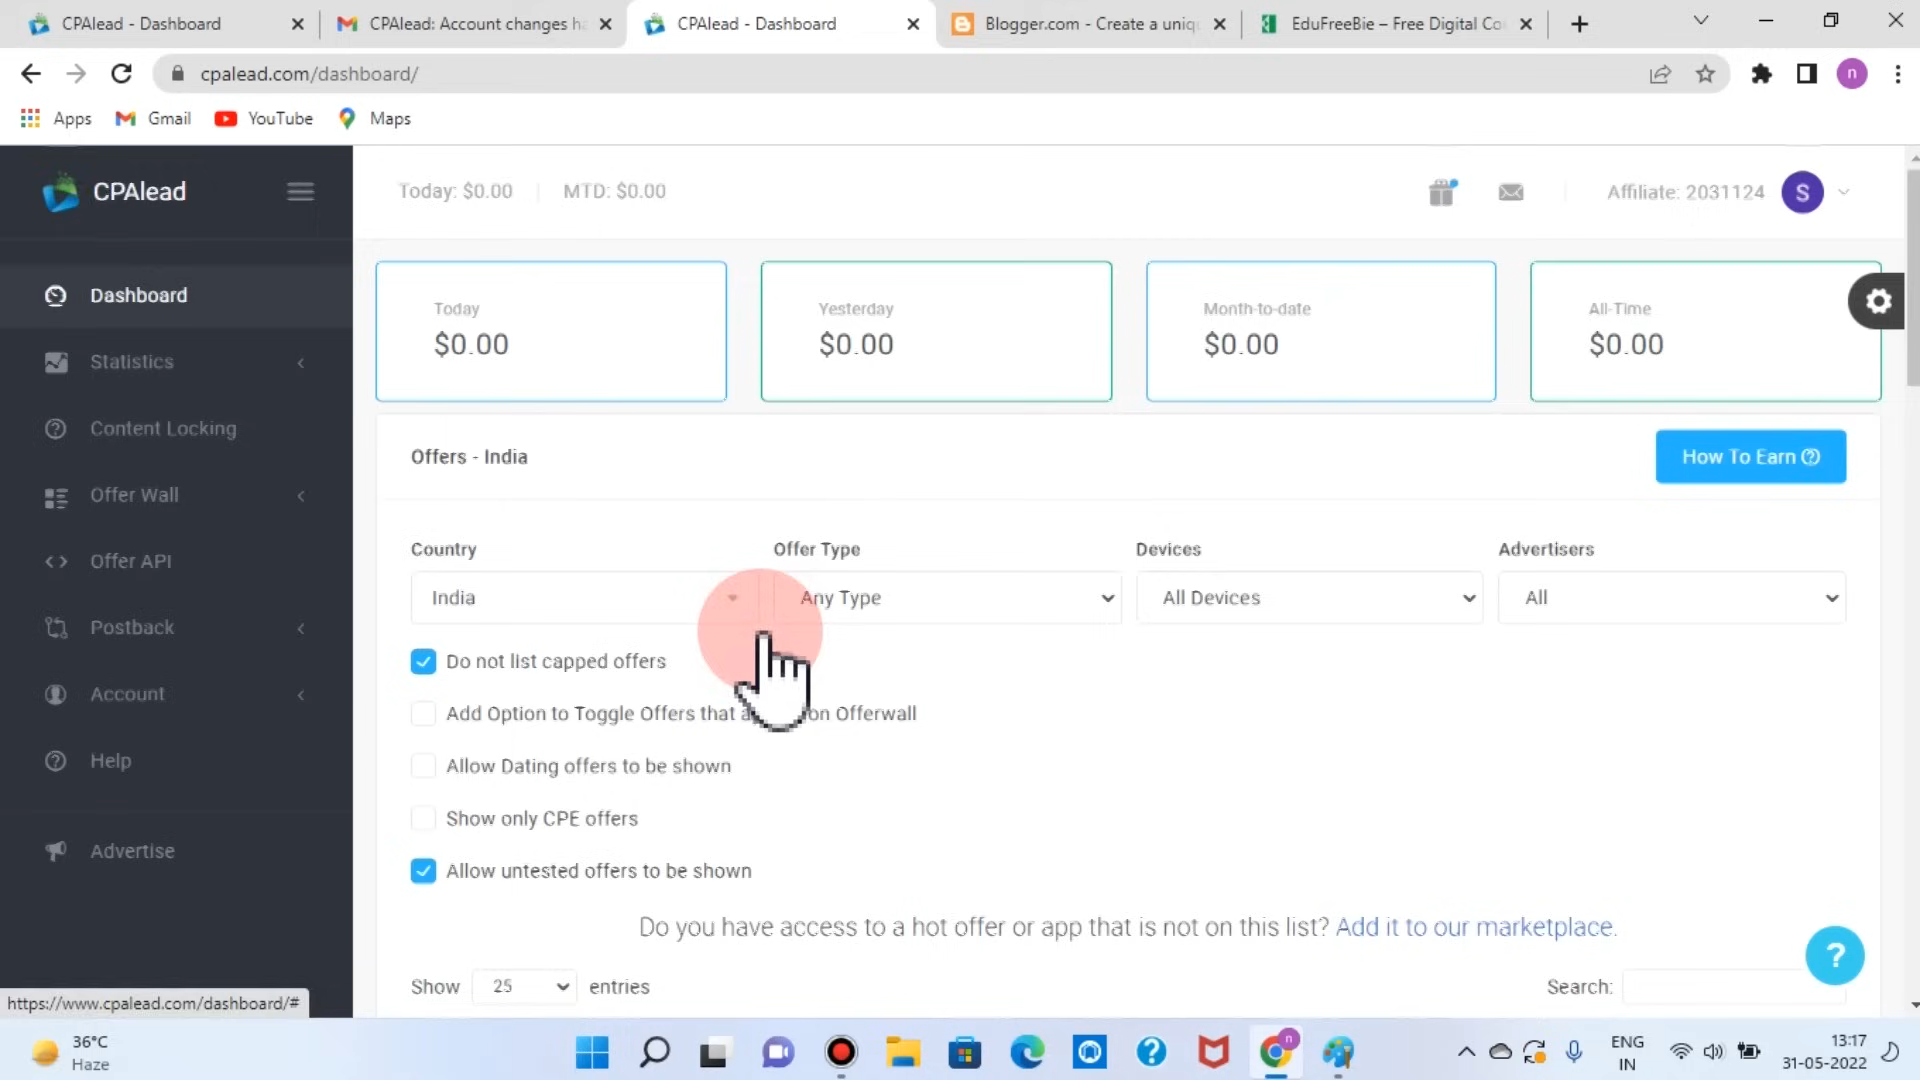 CPAlead - Dashboard
CPAlead: Account changes ha
CPAlead - Dashboard
Blogger.com - Create a uniqu
EduFreeBie – Free Digital Co
cpalead.com/dashboard/
n
Apps
Gmail
YouTube
Maps
CPAlead
Today: $0.00
MTD: $0.00
Affiliate: 2031124
S
Dashboard
Statistics
Content Locking
Offer Wall
Offer API
Postback
Account
Help
Advertise
Today
$0.00
Yesterday
$0.00
Month-to-date
$0.00
All-Time
$0.00
Offers - India
How To Earn
Country
Offer Type
Devices
Advertisers
India
Any Type
All Devices
All
Do not list capped offers
Add Option to Toggle Offers that a on Offerwall
Allow Dating offers to be shown
Show only CPE offers
Allow untested offers to be shown
Do you have access to a hot offer or app that is not on this list? Add it to our marketplace.
Show 25 entries
Search:
?
https://www.cpalead.com/dashboard/#
36°C
Haze
n
ENG
IN
13:17
31-05-2022